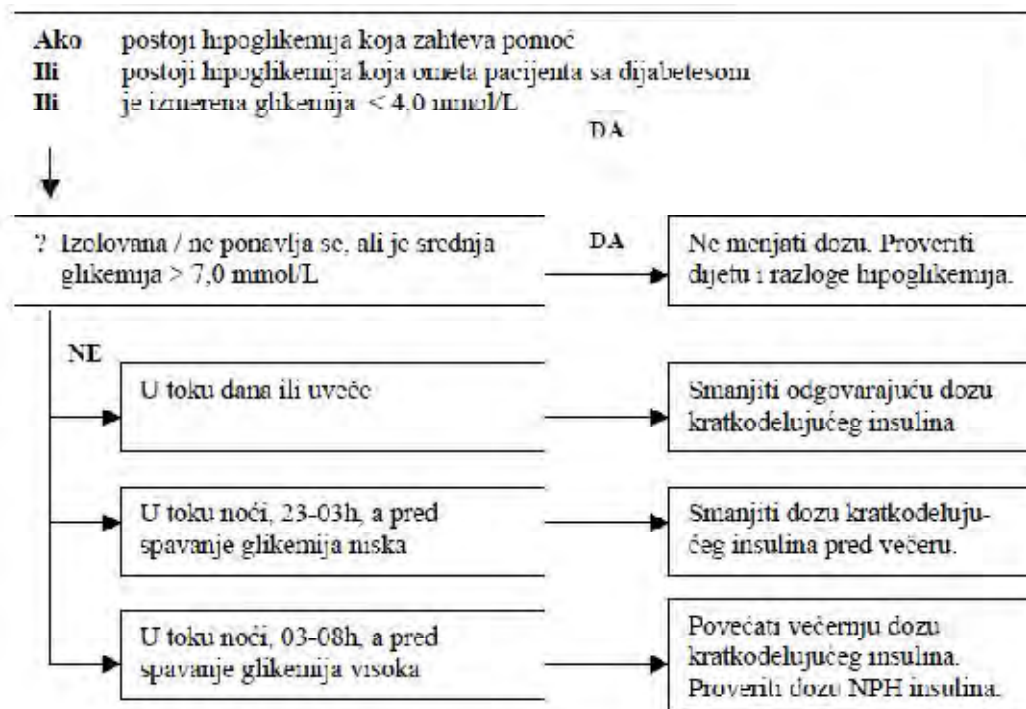 Ako postoji hipoglikemija koja zahteva pomoć
Ili postoji hipoglikemija koja ometa pacijenta sa dijabetesom
Ili je izmerena glikemija < 4,0 mmol/L
DA
? Izolovana / ne ponavlja se, ali je srednja
glikemija > 7,0 mmol/L
DA
Ne menjati dozu. Proveriti
dijetu i razloge hipoglikemija.
NE
U toku dana ili uveče
Smanjiti odgovarajuću dozu
kratkodelujućeg insulina
U toku noći, 23-03h, a pred
spavanje glikemija niska
Smanjiti dozu kratkodeluju-
ćeg insulina pred večeru.
U toku noći, 03-08h, a pred
spavanje glikemija visoka
Povećati večernju dozu
kratkodelujućeg insulina.
Proveriti dozu NPH insulina.